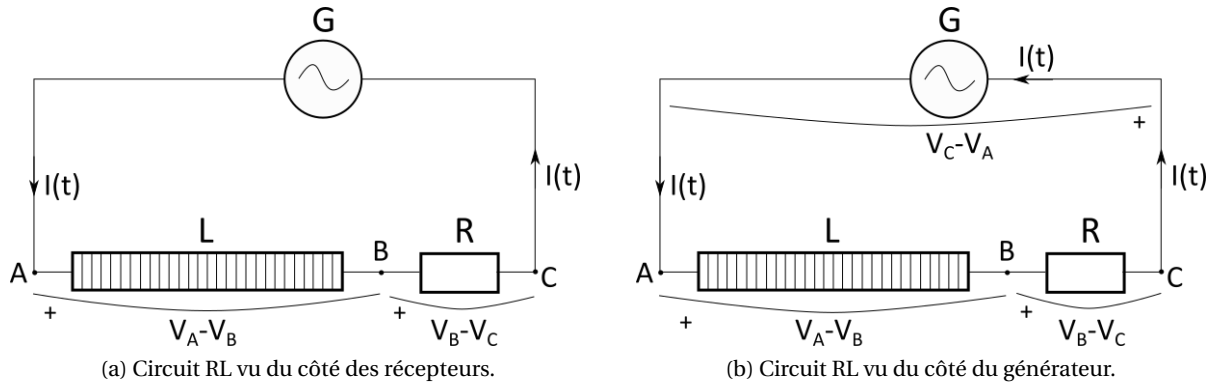 G
I(t)
I(t)
L
R
A
B
C
+
+
V_A-V_B
V_B-V_C
(a) Circuit RL vu du côté des récepteurs.
G
I(t)
+
V_C-V_A
I(t)
I(t)
L
R
A
B
C
+
+
V_A-V_B
V_B-V_C
(b) Circuit RL vu du côté du générateur.